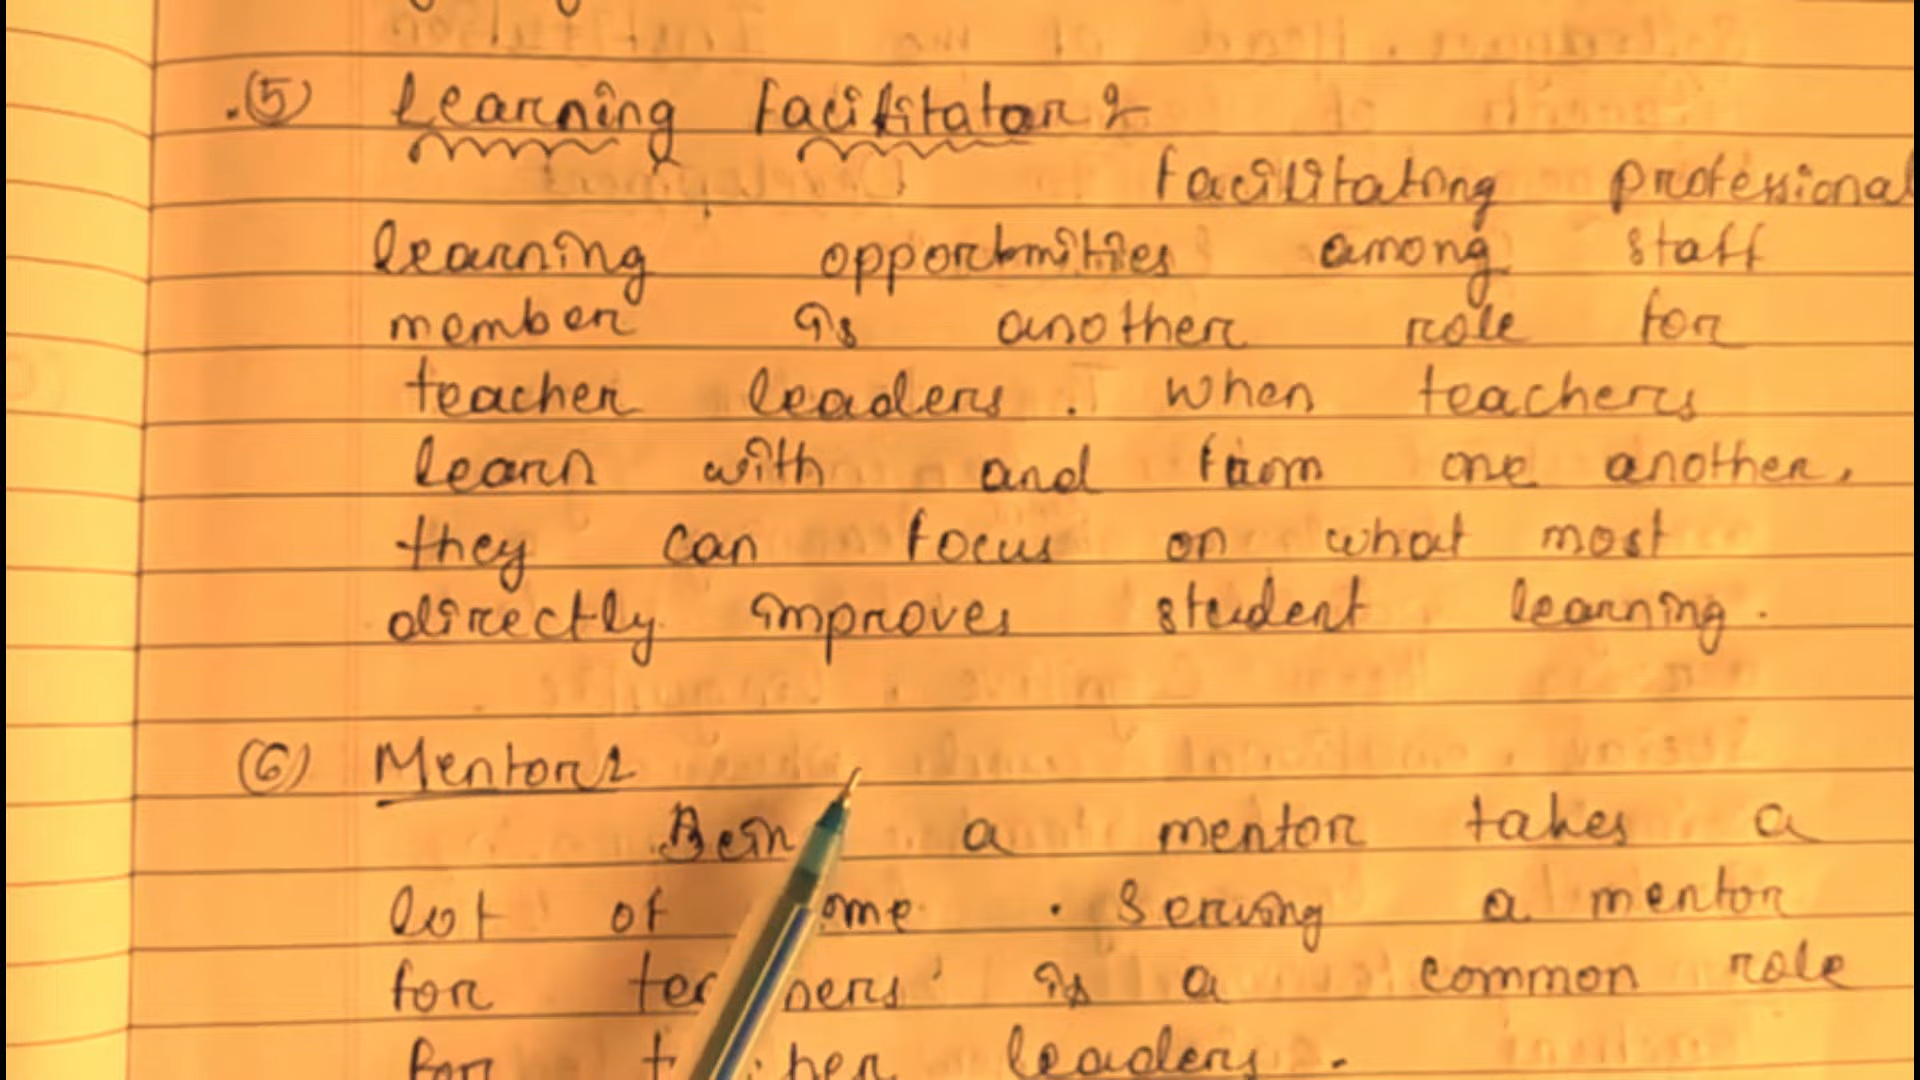 (5) Learning Facilitator :-
Facilitating professional
learning opportunities among staff
member is another role for
teacher leaders. When teachers
learn with and from one another,
they can focus on what most
directly improves student learning.
(6) Mentor :-
a mentor takes a
lot of . Serving a mentor
for is a common role
for leaders.